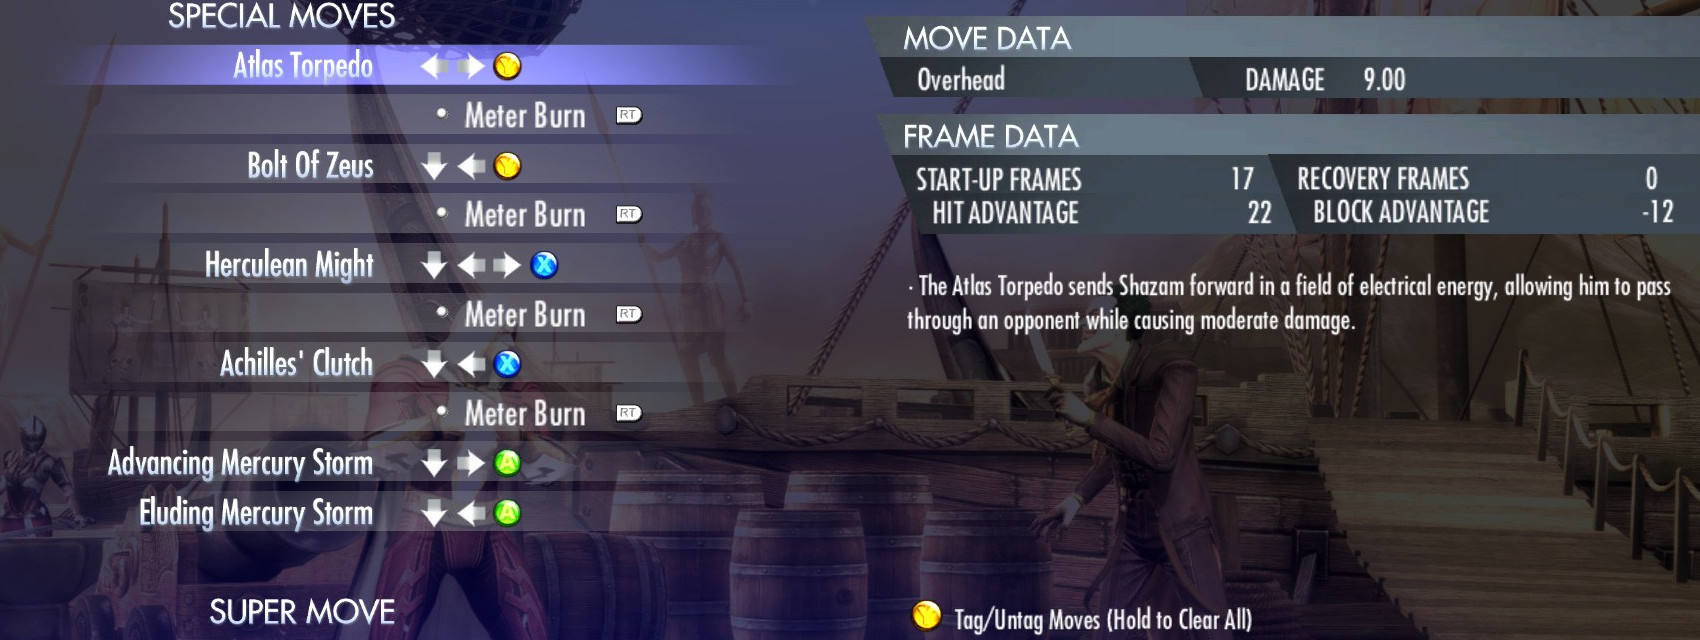 SPECIAL MOVES
Atlas Torpedo Y
Meter Burn RT
Bolt Of Zeus Y
Meter Burn RT
Herculean Might X
Meter Burn RT
Achilles' Clutch X
Meter Burn RT
Advancing Mercury Storm A
Eluding Mercury Storm A
SUPER MOVE
MOVE DATA
Overhead DAMAGE 9.00
FRAME DATA
START-UP FRAMES 17 RECOVERY FRAMES 0
HIT ADVANTAGE 22 BLOCK ADVANTAGE -12
· The Atlas Torpedo sends Shazam forward in a field of electrical energy, allowing him to pass
through an opponent while causing moderate damage.
Y Tag/Untag Moves (Hold to Clear All)